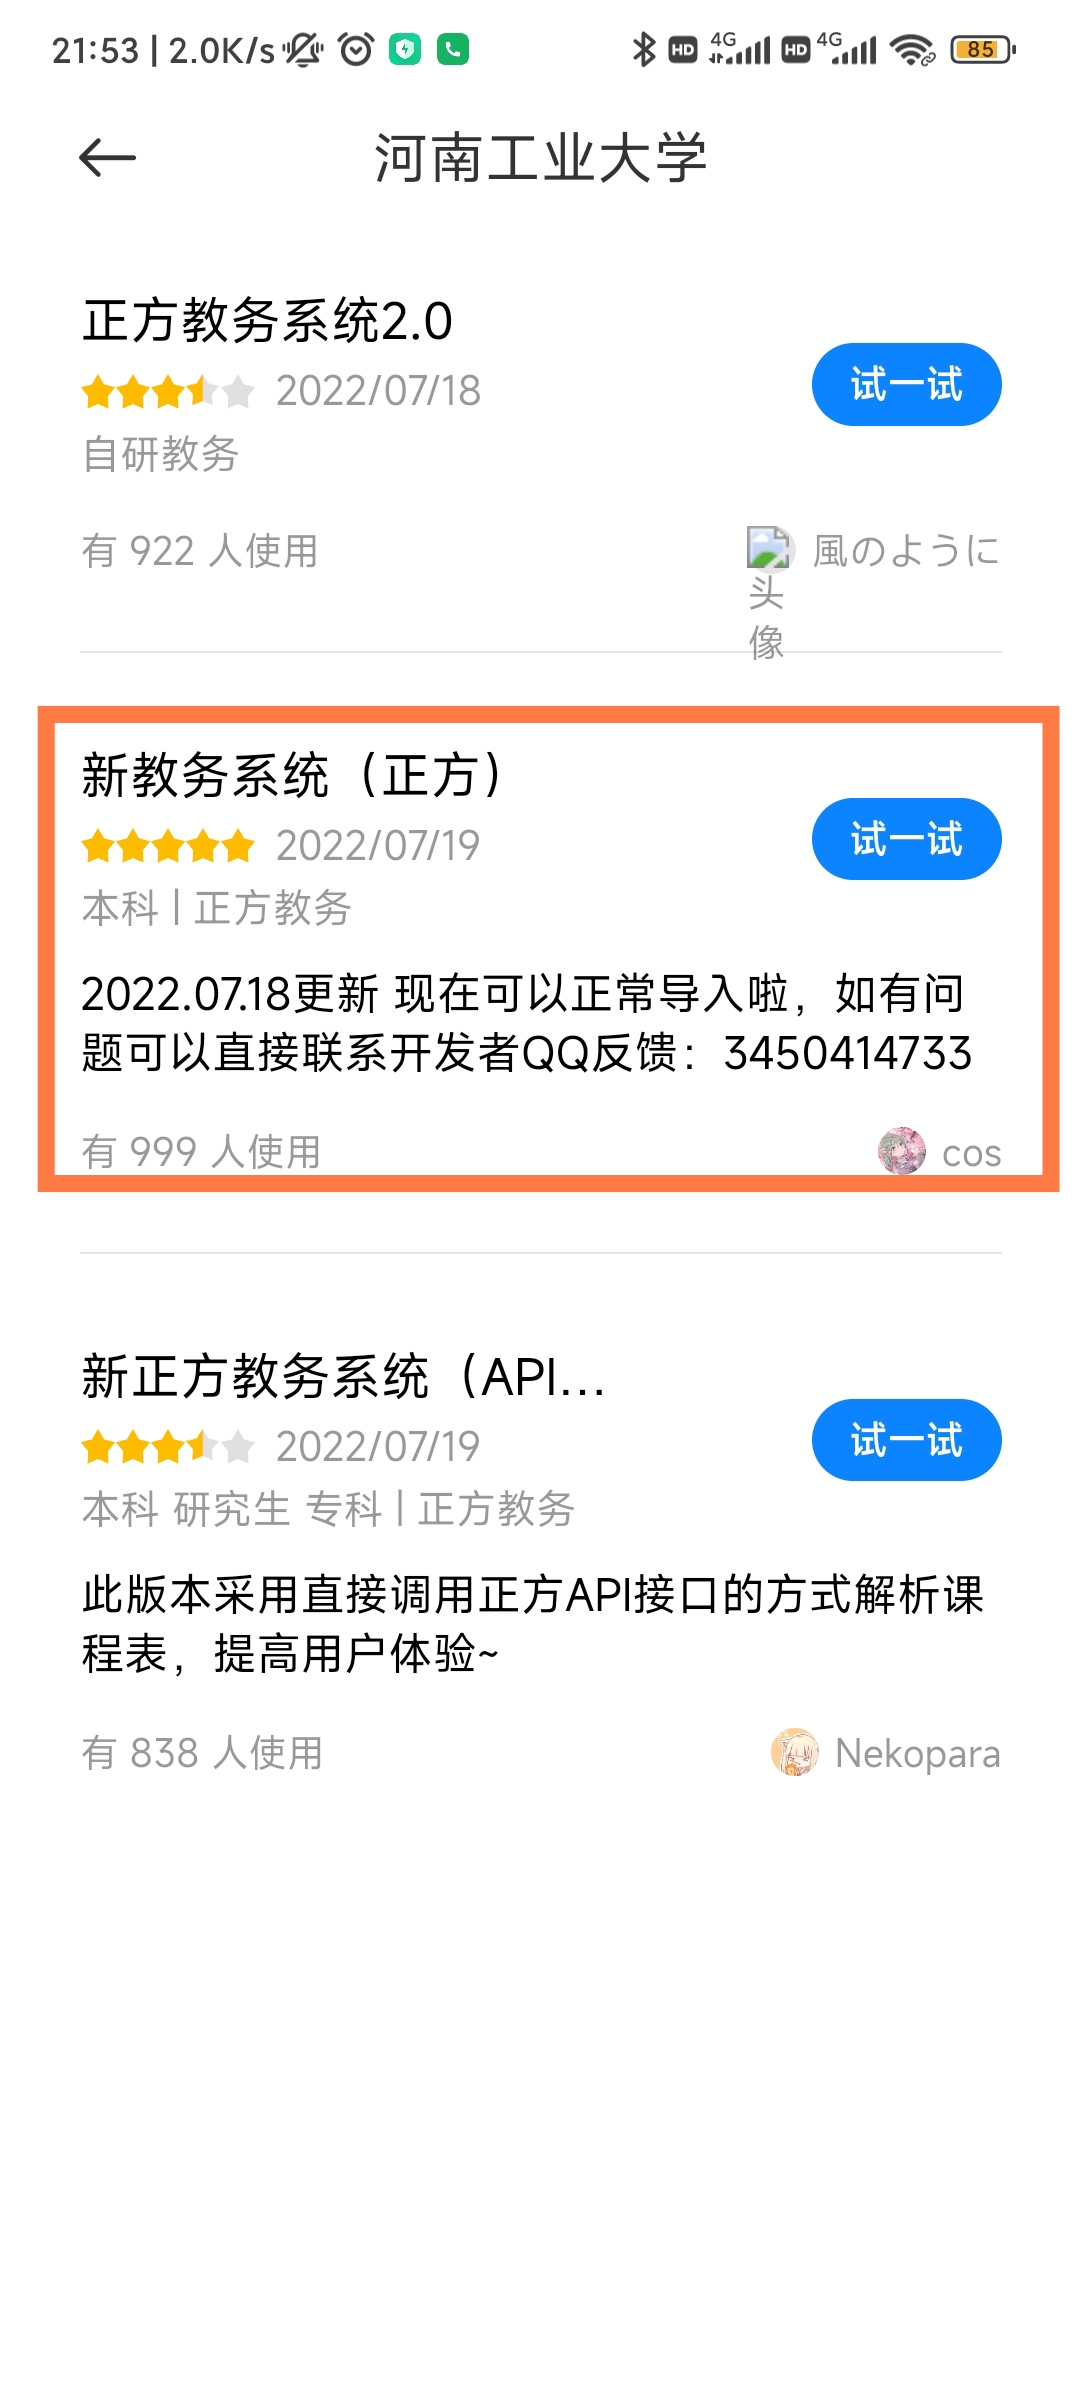 21:53 | 2.0K/s
HD 4G HD 4G 85
河南工业大学
正方教务系统2.0
2022/07/18
试一试
自研教务
有 922 人使用
頭像
風のように
新教务系统（正方）
2022/07/19
试一试
本科 | 正方教务
2022.07.18更新 现在可以正常导入啦，如有问
题可以直接联系开发者QQ反馈：3450414733
有 999 人使用
cos
新正方教务系统（API...
2022/07/19
试一试
本科 研究生 专科 | 正方教务
此版本采用直接调用正方API接口的方式解析课
程表，提高用户体验~
有 838 人使用
Nekopara